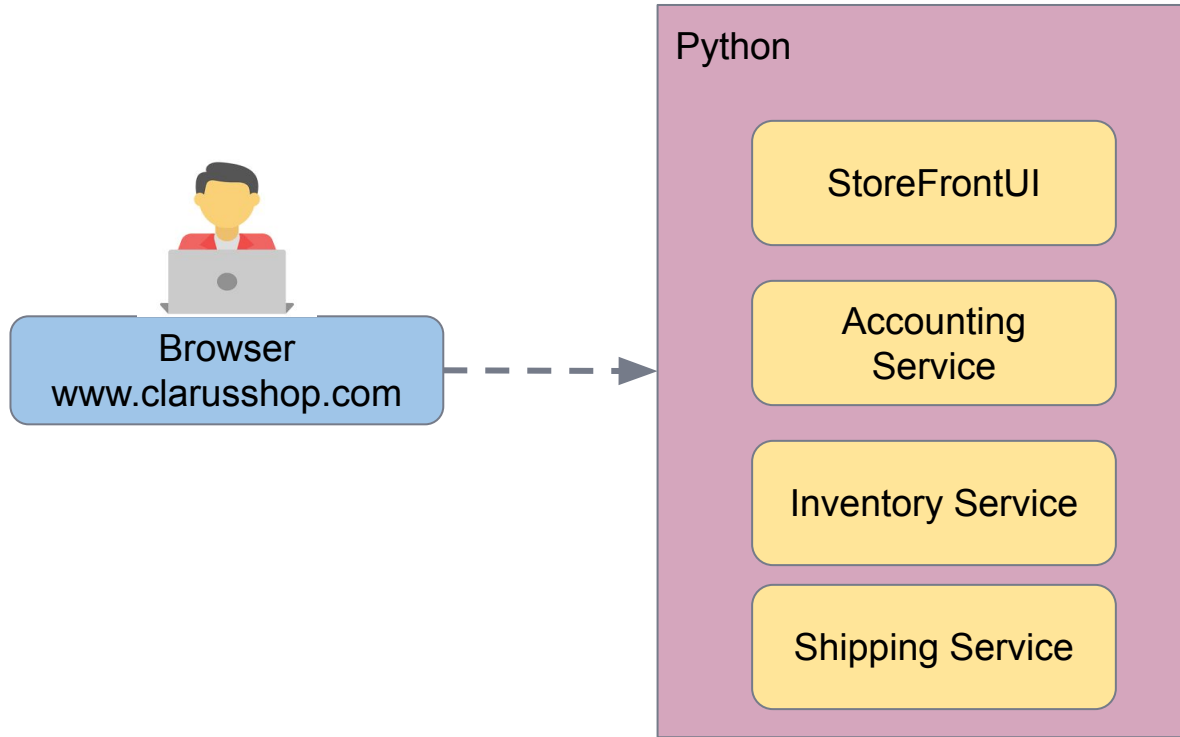 Python
StoreFrontUI
Browser
www.clarusshop.com
Accounting
Service
Inventory Service
Shipping Service